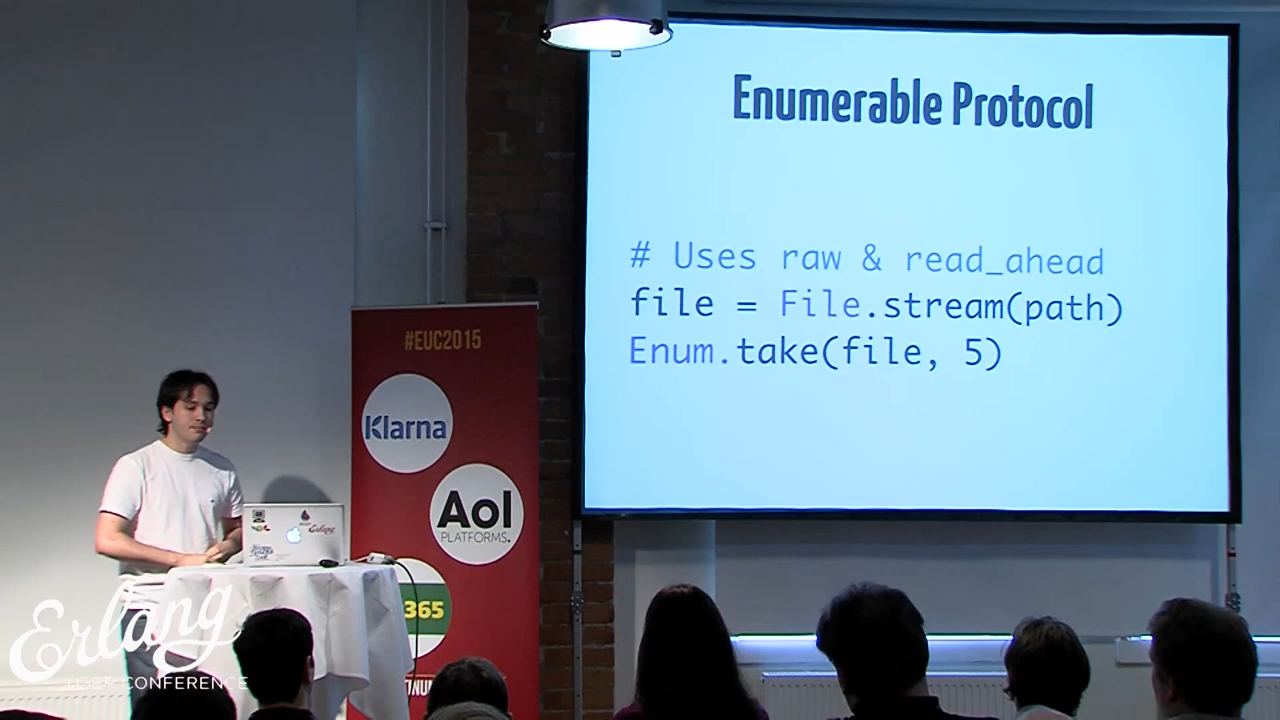 Enumerable Protocol
# Uses raw & read_ahead
file = File.stream(path)
Enum.take(file, 5)
#EUC2015
Klarna
Aol
PLATFORMS.
365
Erlang
Erlang
USER CONFERENCE